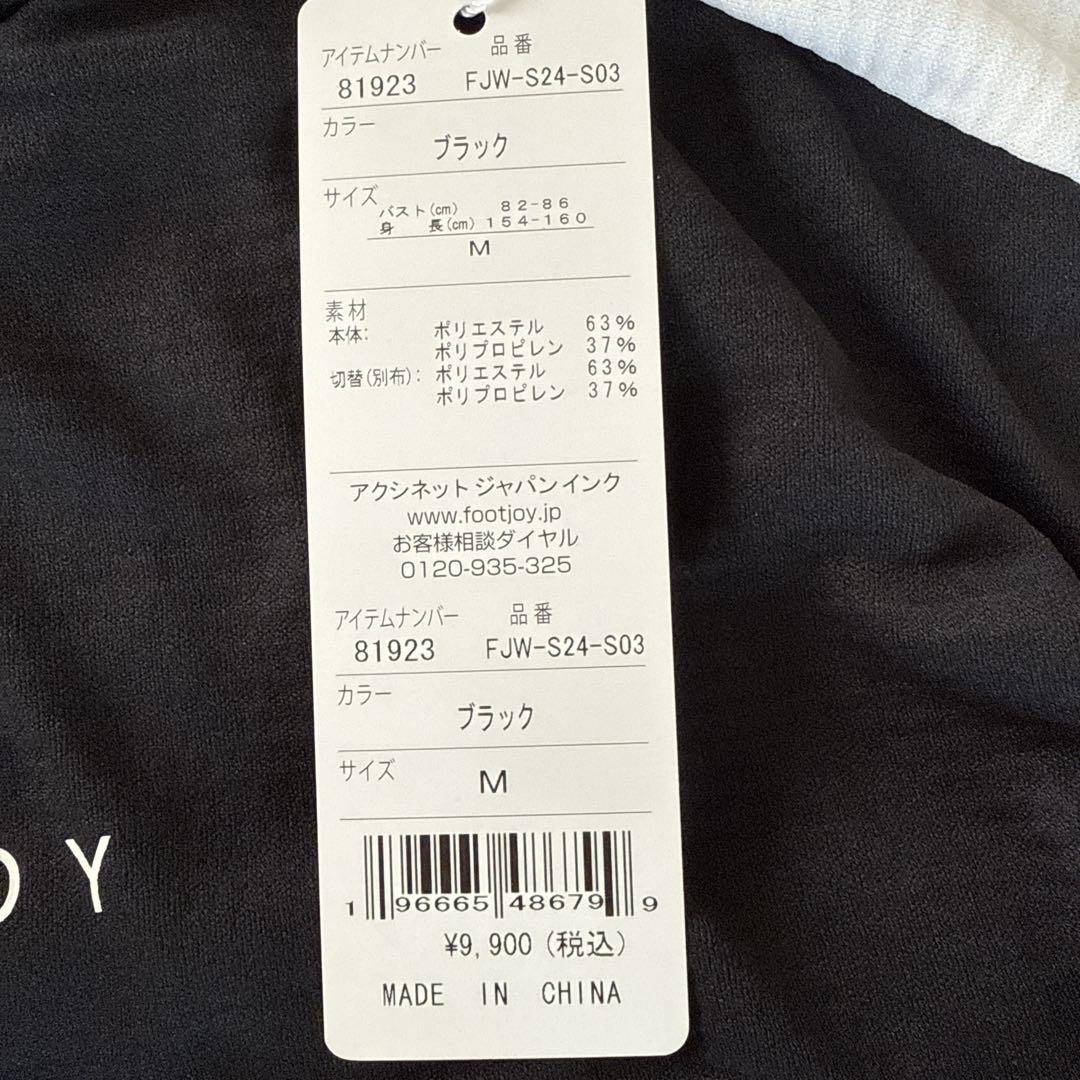 アイテムナンバー 品番
81923 FJW-S24-S03
カラー
ブラック
サイズ
バスト(cm) 82-86
身 長(cm) 154-160
M
素材
本体: ポリエステル 63%
ポリプロピレン 37%
切替(別布): ポリエステル 63%
ポリプロピレン 37%
アクシネット ジャパン インク
www.footjoy.jp
お客様相談ダイヤル
0120-935-325
アイテムナンバー 品番
81923 FJW-S24-S03
カラー
ブラック
サイズ M
1 96665 48679 9
¥9,900 (税込)
MADE IN CHINA
OY